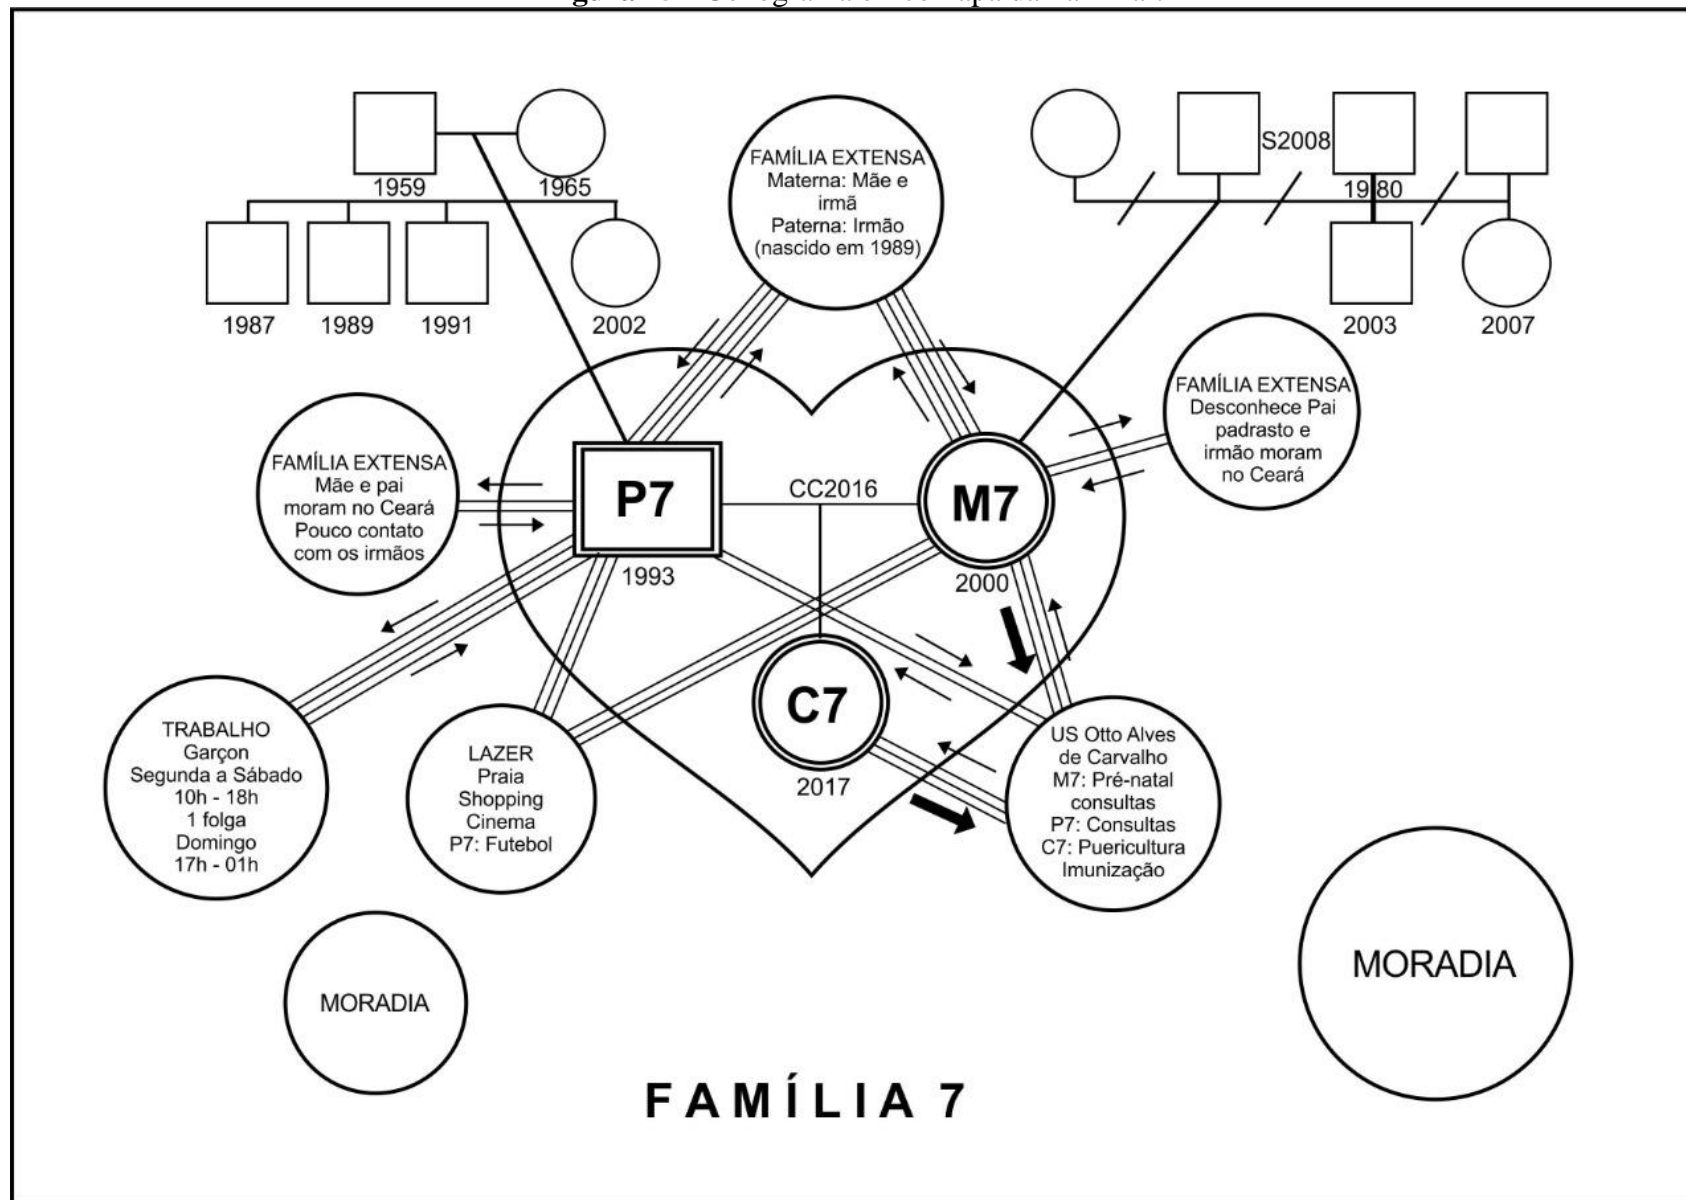 1959
1965
1987
1989
1991
2002
FAMÍLIA EXTENSA
Materna: Mãe e
irmã
Paterna: Irmão
(nascido em 1989)
S2008
1980
2003
2007
FAMÍLIA EXTENSA
Desconhece Pai
padrasto e
irmão moram
no Ceará
FAMÍLIA EXTENSA
Mãe e pai
moram no Ceará
Pouco contato
com os irmãos
P7
1993
CC2016
M7
2000
C7
2017
TRABALHO
Garçon
Segunda a Sábado
10h - 18h
1 folga
Domingo
17h - 01h
LAZER
Praia
Shopping
Cinema
P7: Futebol
US Otto Alves
de Carvalho
M7: Pré-natal
consultas
P7: Consultas
C7: Puericultura
Imunização
MORADIA
MORADIA
FAMÍLIA 7